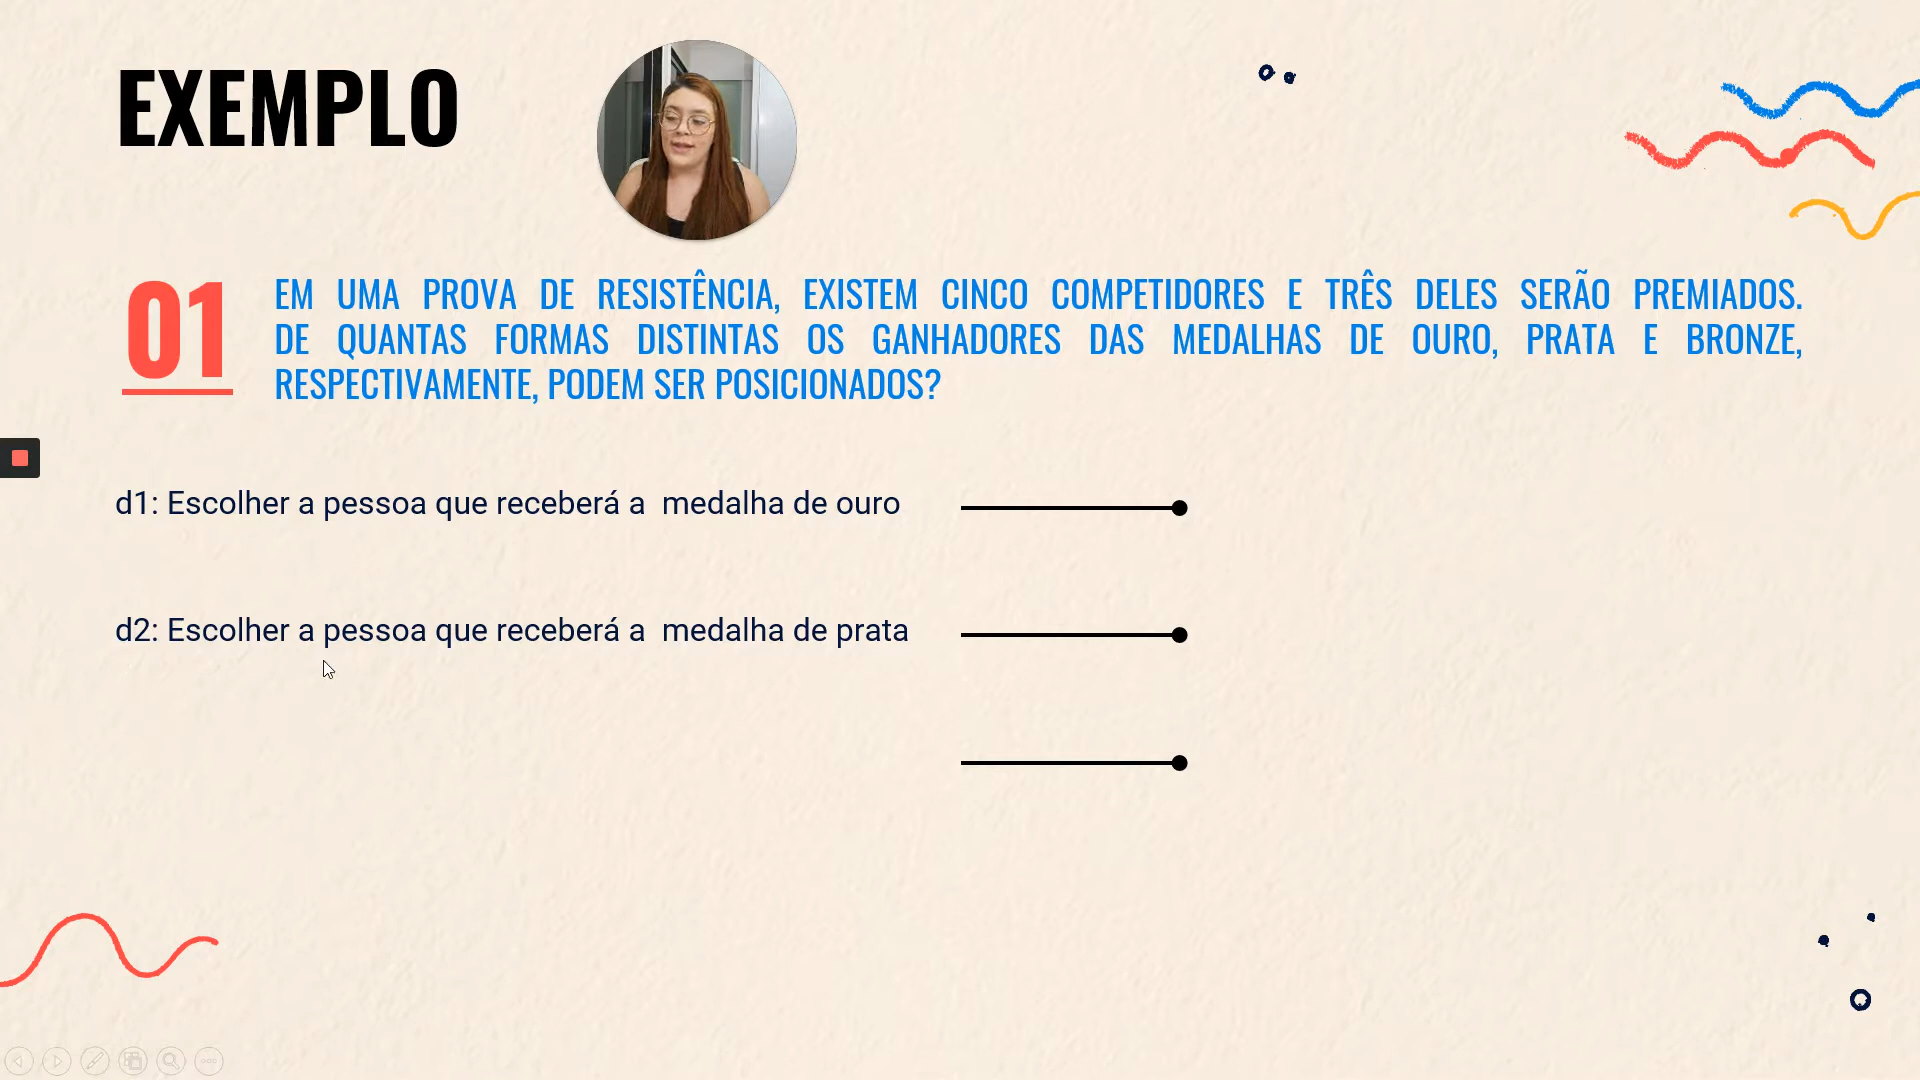 EXEMPLO
01
EM UMA PROVA DE RESISTÊNCIA, EXISTEM CINCO COMPETIDORES E TRÊS DELES SERÃO PREMIADOS.
DE QUANTAS FORMAS DISTINTAS OS GANHADORES DAS MEDALHAS DE OURO, PRATA E BRONZE,
RESPECTIVAMENTE, PODEM SER POSICIONADOS?
d1: Escolher a pessoa que receberá a  medalha de ouro
d2: Escolher a pessoa que receberá a  medalha de prata